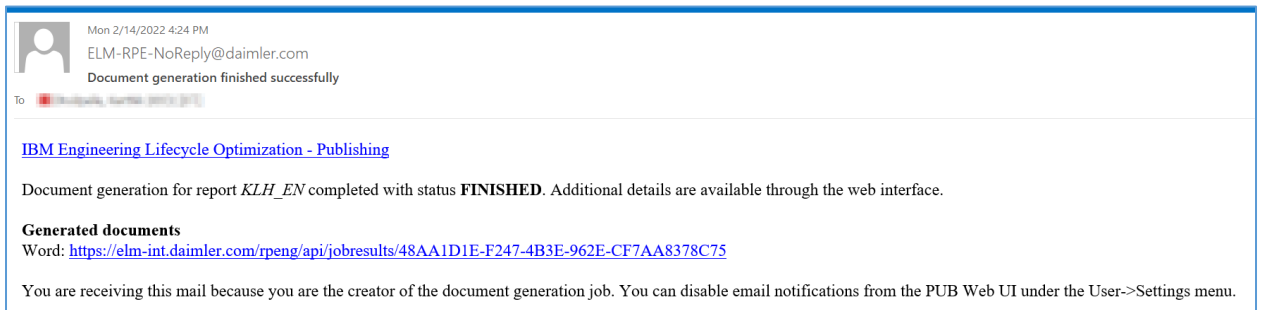 Mon 2/14/2022 4:24 PM
ELM-RPE-NoReply@daimler.com
Document generation finished successfully
To
IBM Engineering Lifecycle Optimization - Publishing
Document generation for report KLH_EN completed with status FINISHED. Additional details are available through the web interface.
Generated documents
Word: https://elm-int.daimler.com/rpeng/api/jobresults/48AA1D1E-F247-4B3E-962E-CF7AA8378C75
You are receiving this mail because you are the creator of the document generation job. You can disable email notifications from the PUB Web UI under the User->Settings menu.